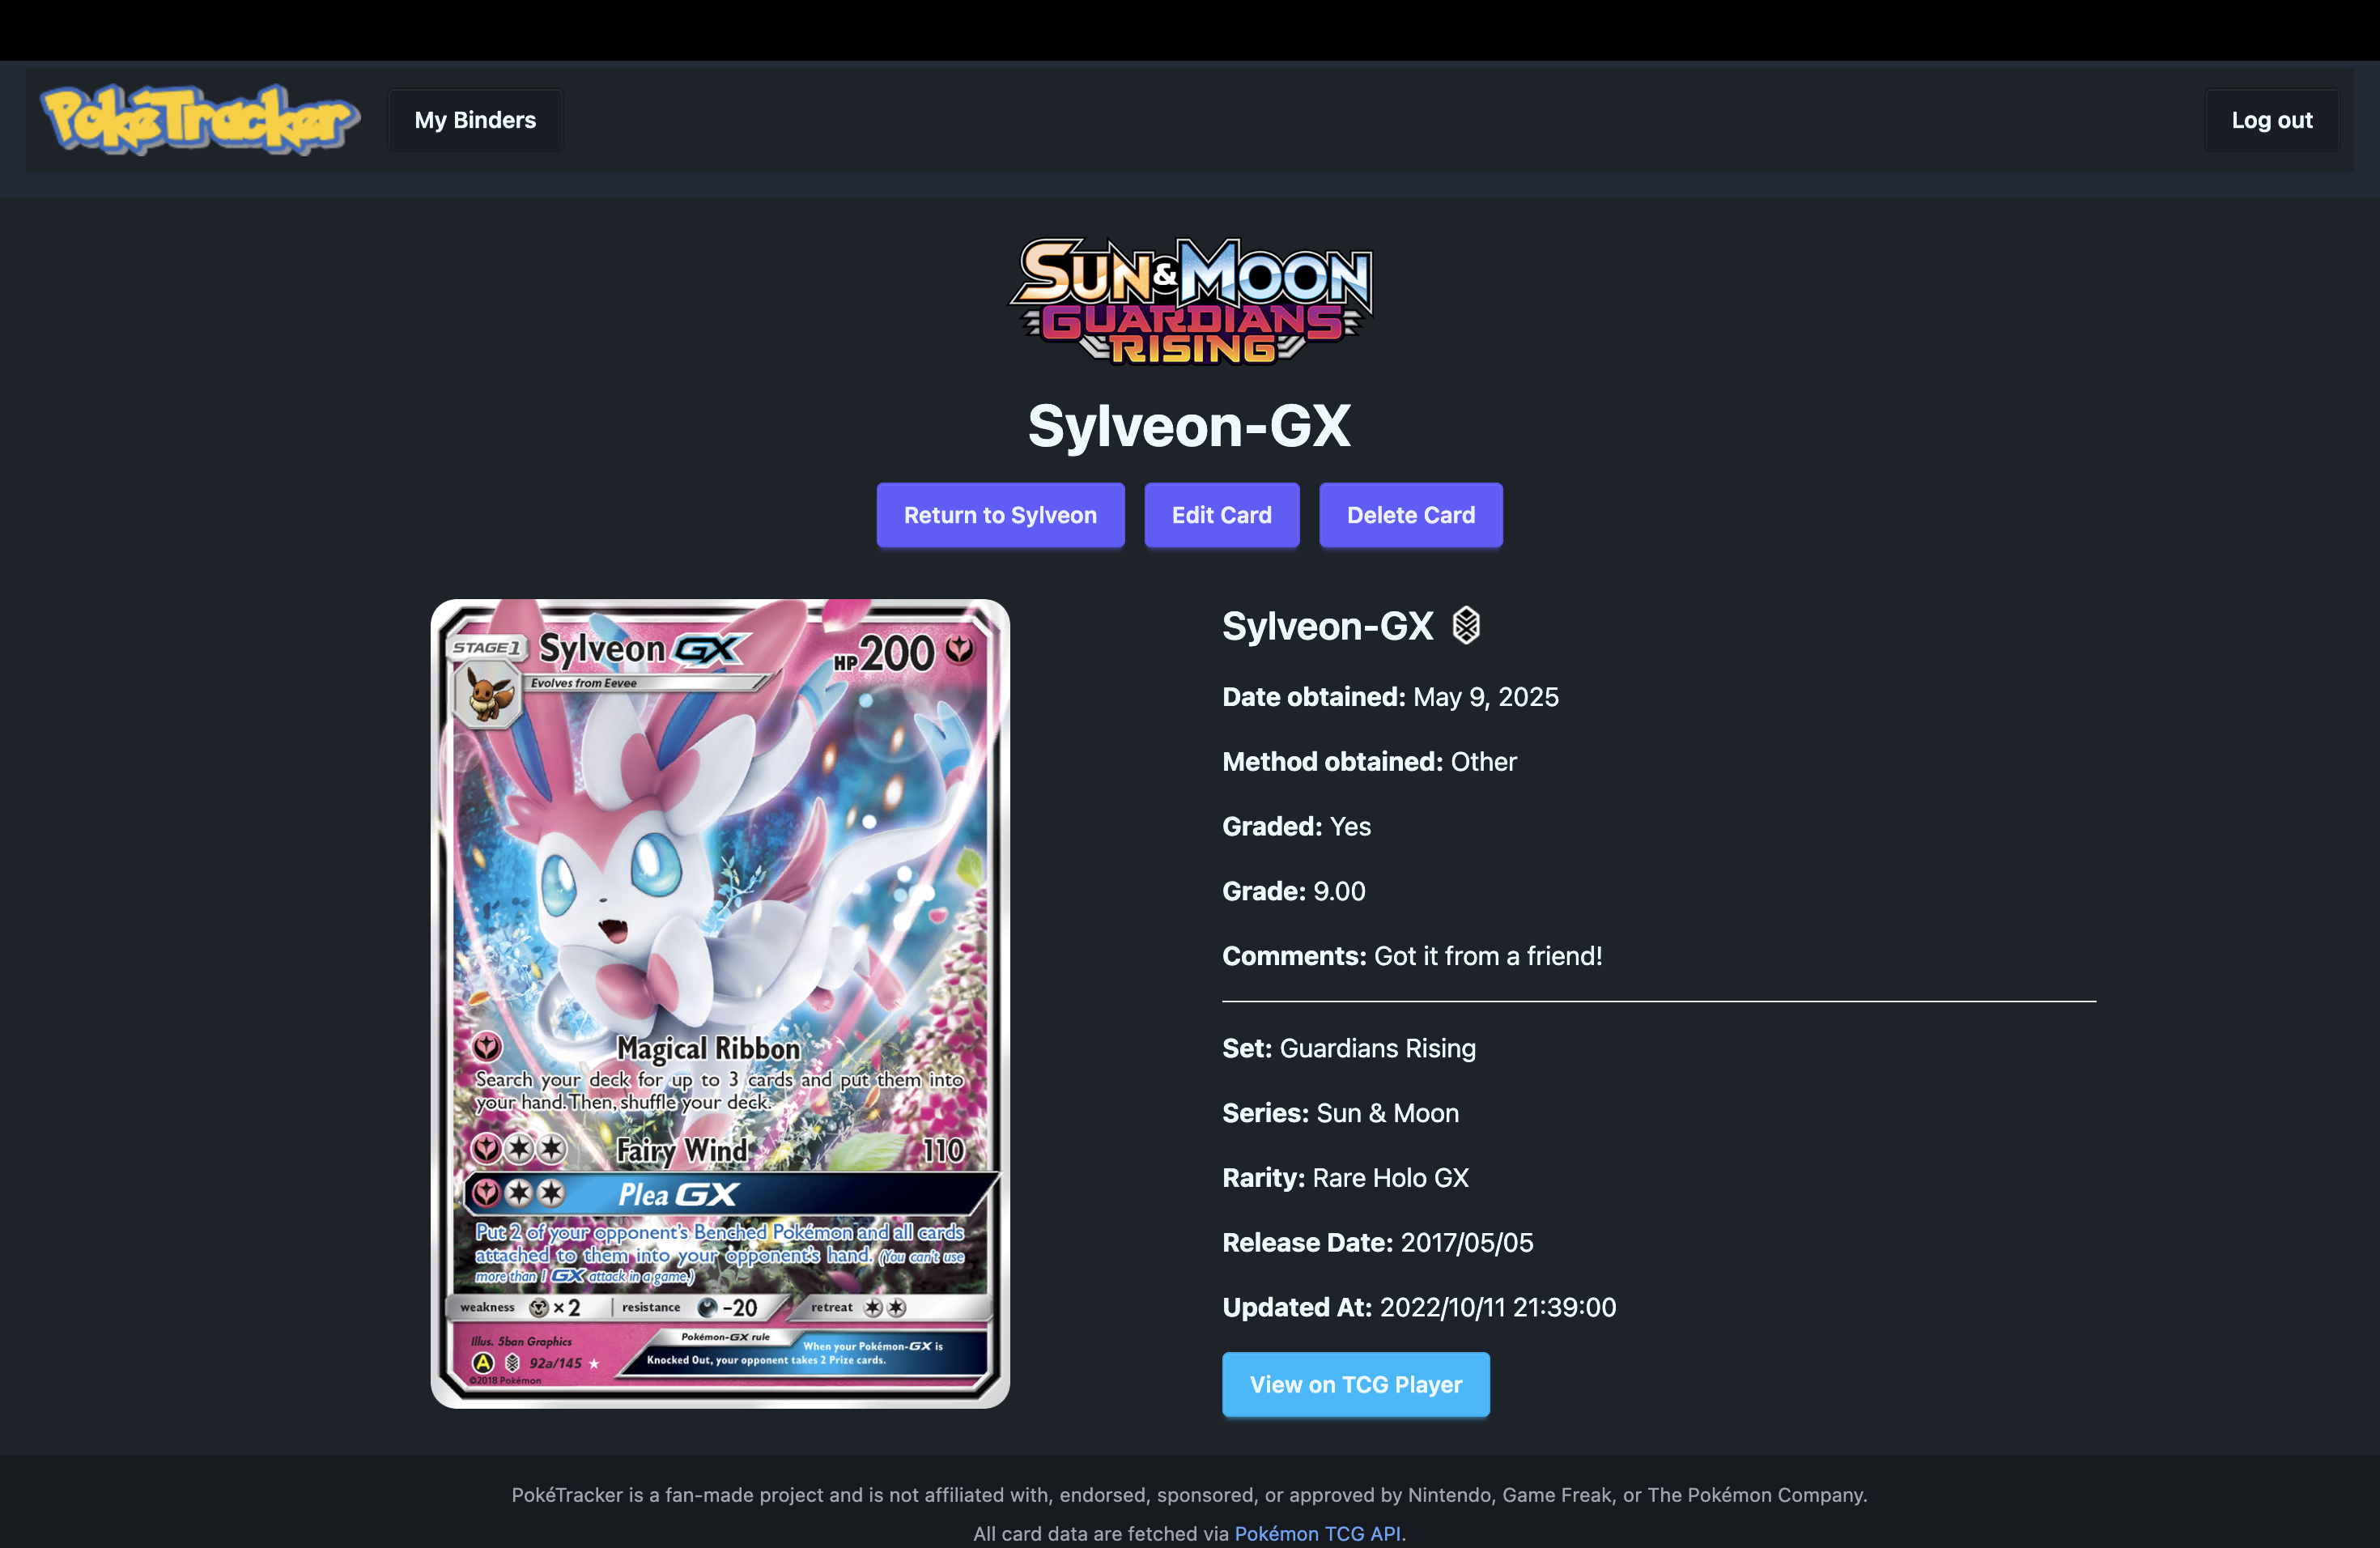 PokéTracker
My Binders
Log out
SUN & MOON
GUARDIANS
RISING
Sylveon-GX
Return to Sylveon
Edit Card
Delete Card
STAGE1
Sylveon GX
HP200
Evolves from Eevee
Magical Ribbon
Search your deck for up to 3 cards and put them into
your hand. Then, shuffle your deck.
Fairy Wind 110
Plea GX
Put 2 of your opponent's Benched Pokémon and all cards
attached to them into your opponent's hand. (You can't use
more than 1 GX attack in a game.)
weakness ×2 resistance -20 retreat
Illus. 5ban Graphics
A 92a/145
©2018 Pokémon
Pokémon-GX rule
When your Pokémon-GX is
Knocked Out, your opponent takes 2 Prize cards.
Sylveon-GX
Date obtained: May 9, 2025
Method obtained: Other
Graded: Yes
Grade: 9.00
Comments: Got it from a friend!
Set: Guardians Rising
Series: Sun & Moon
Rarity: Rare Holo GX
Release Date: 2017/05/05
Updated At: 2022/10/11 21:39:00
View on TCG Player
PokéTracker is a fan-made project and is not affiliated with, endorsed, sponsored, or approved by Nintendo, Game Freak, or The Pokémon Company.
All card data are fetched via Pokémon TCG API.